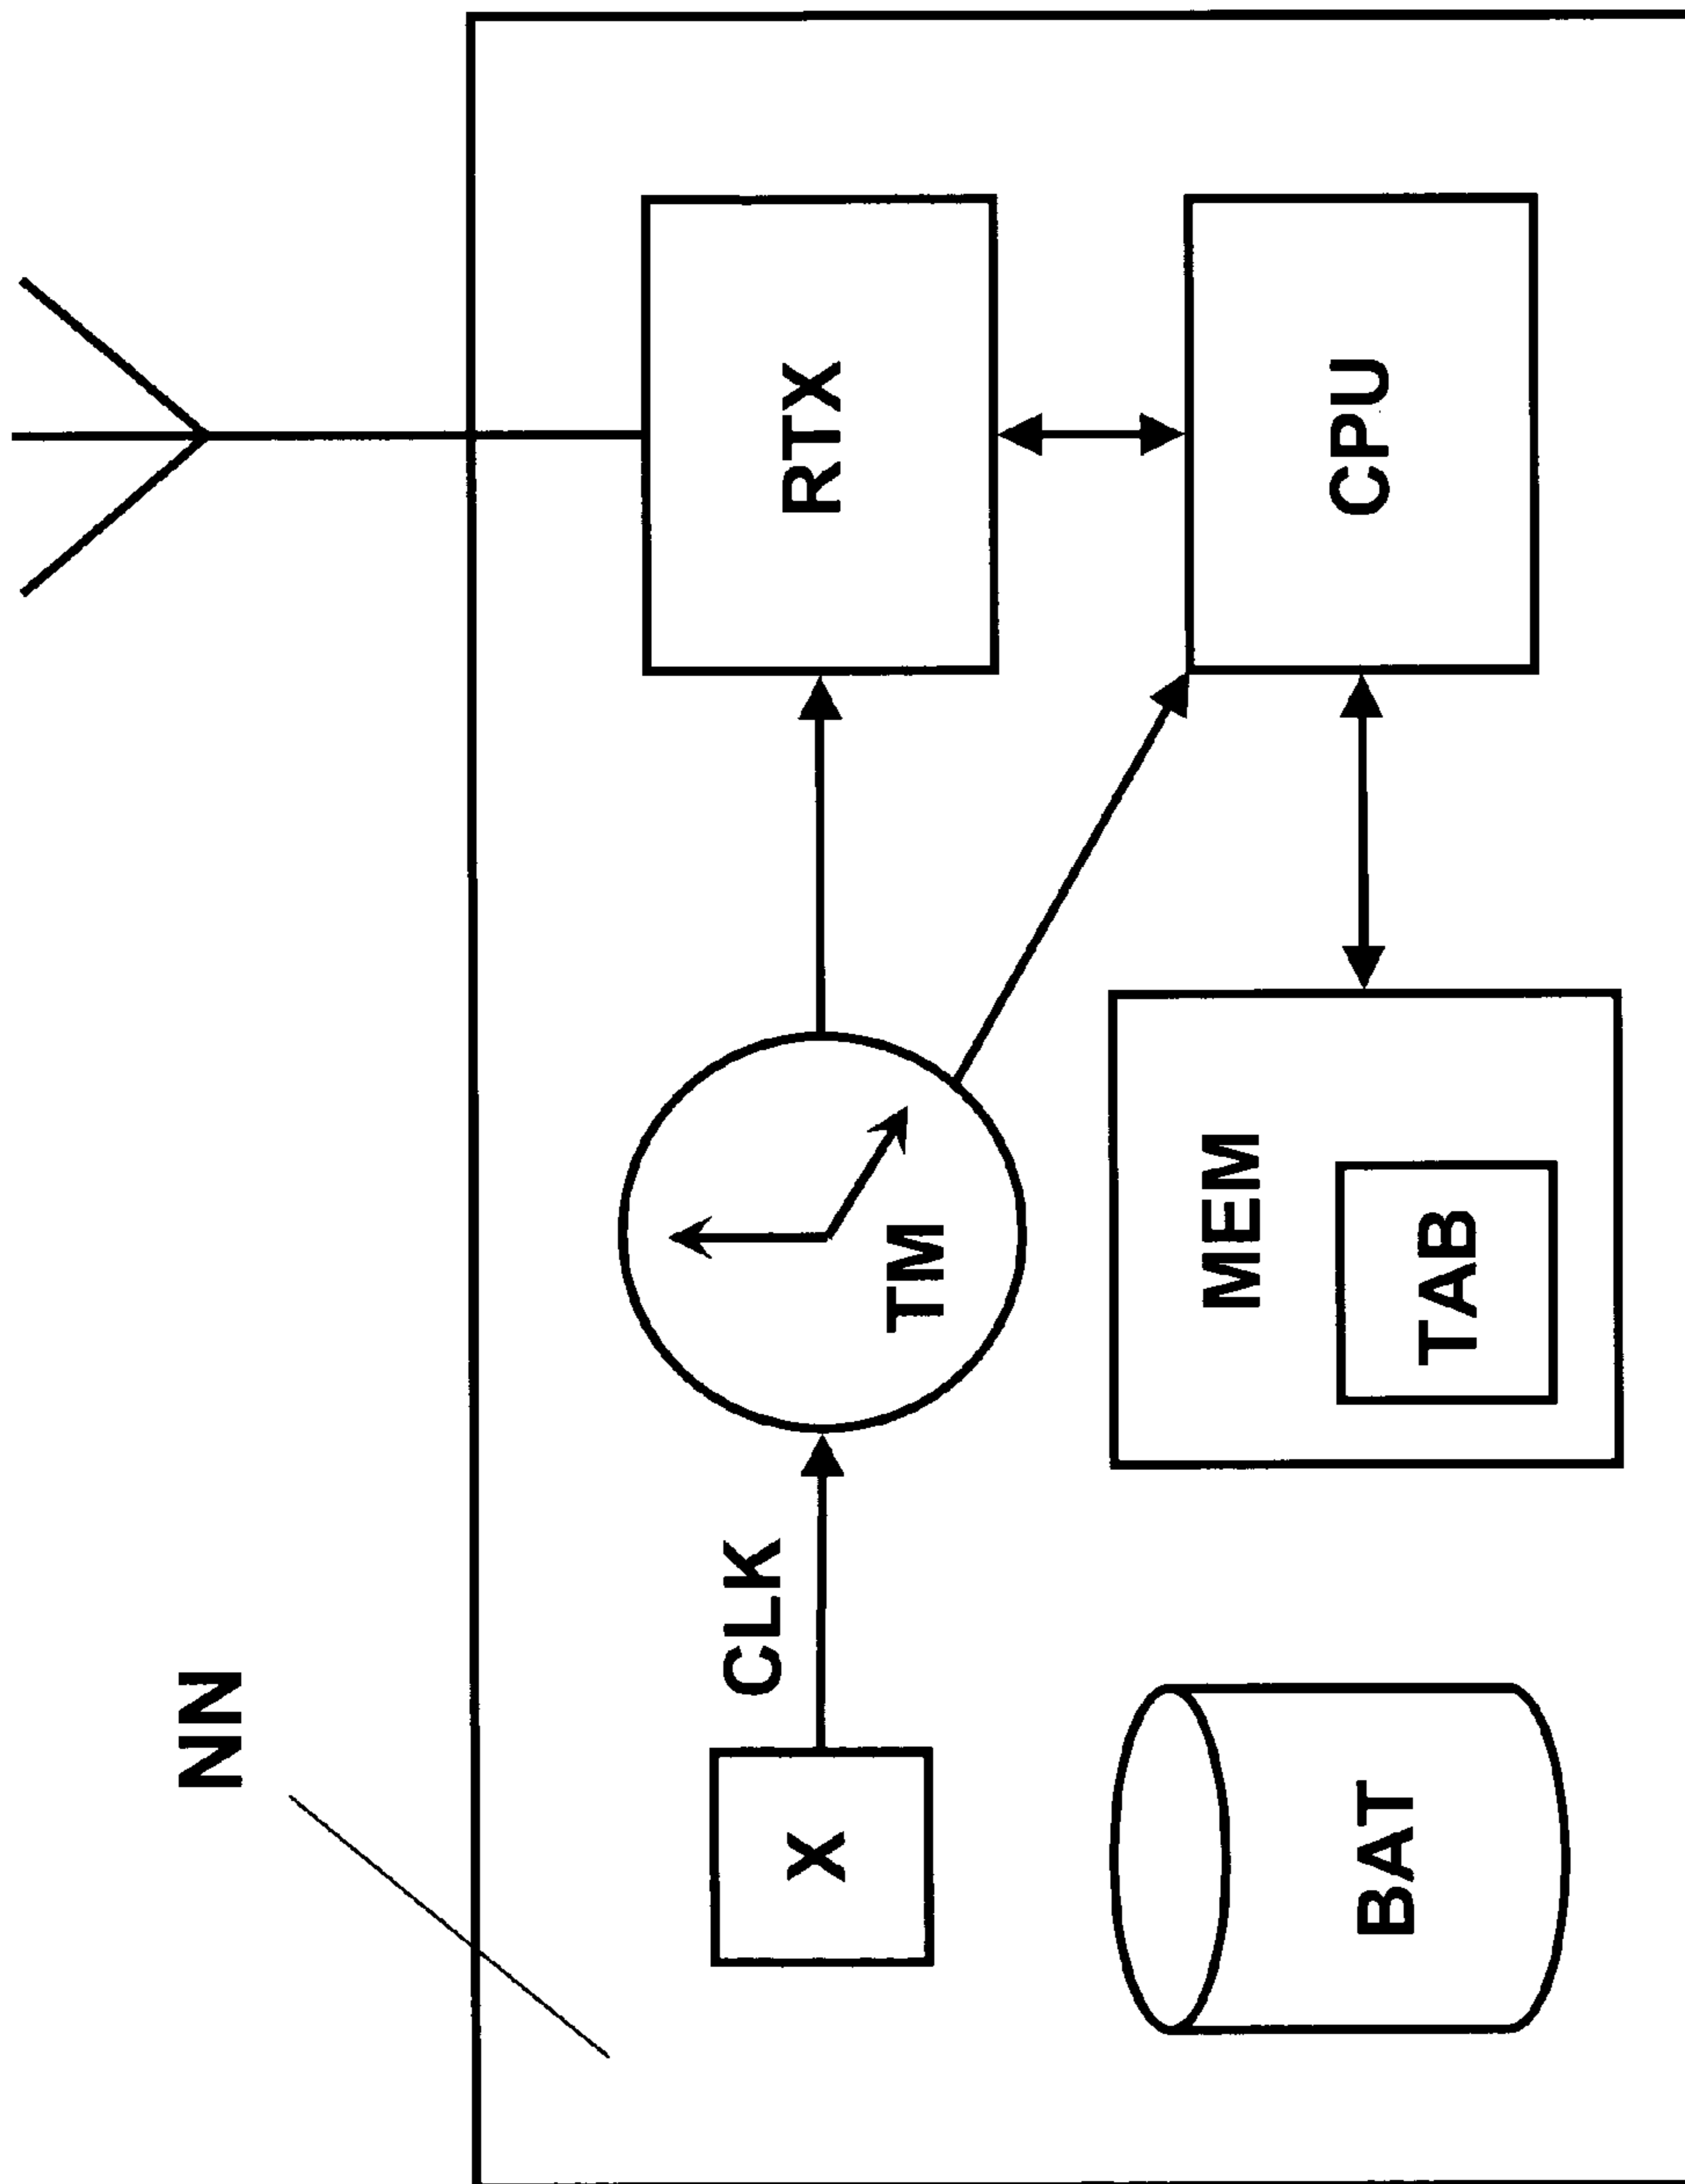 NN
X
CLK
TM
RTX
BAT
MEM
TAB
CPU